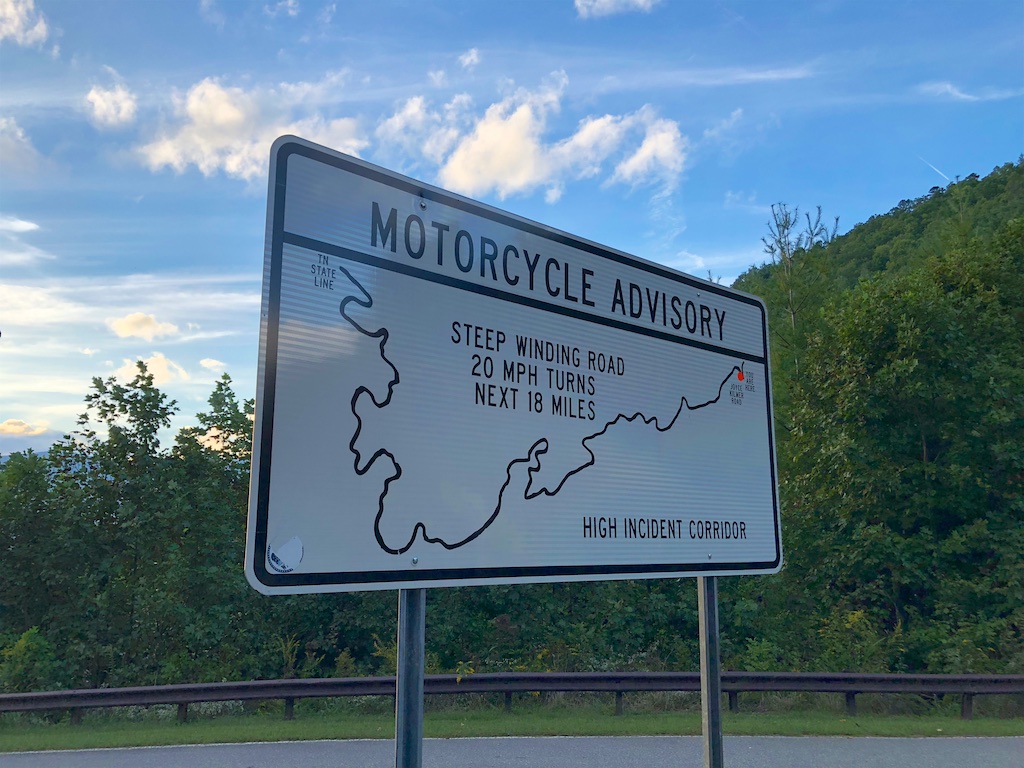 MOTORCYCLE ADVISORY
TN
STATE
LINE
STEEP WINDING ROAD
20 MPH TURNS
NEXT 18 MILES
YOU
ARE
HERE
JOYCE
KILMER
ROAD
HIGH INCIDENT CORRIDOR